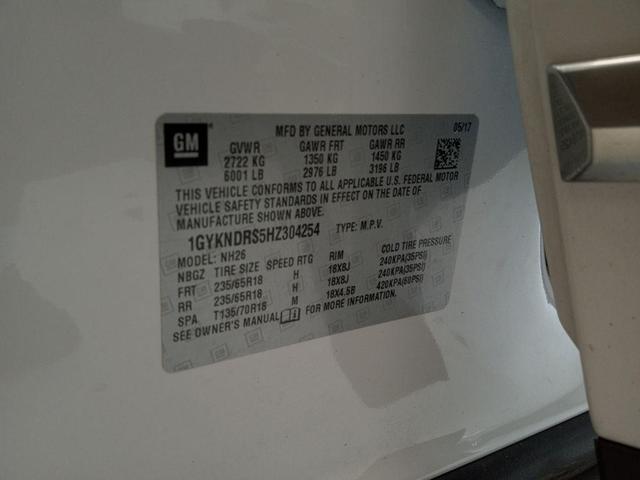 GM
MFD BY GENERAL MOTORS LLC 05/17
GVWR GAWR FRT GAWR RR
2722 KG 1350 KG 1450 KG
6001 LB 2976 LB 3196 LB
THIS VEHICLE CONFORMS TO ALL APPLICABLE U.S. FEDERAL MOTOR
VEHICLE SAFETY STANDARDS IN EFFECT ON THE DATE OF
MANUFACTURE SHOWN ABOVE.
1GYKNDRS5HZ304254 TYPE: M.P.V.
MODEL: NH26
NBGZ TIRE SIZE SPEED RTG RIM COLD TIRE PRESSURE
FRT 235/65R18 H 18X8J 240KPA(35PSI)
RR 235/65R18 H 18X8J 240KPA(35PSI)
SPA T135/70R18 M 18X4.5B 420KPA(60PSI)
SEE OWNER'S MANUAL FOR MORE INFORMATION.